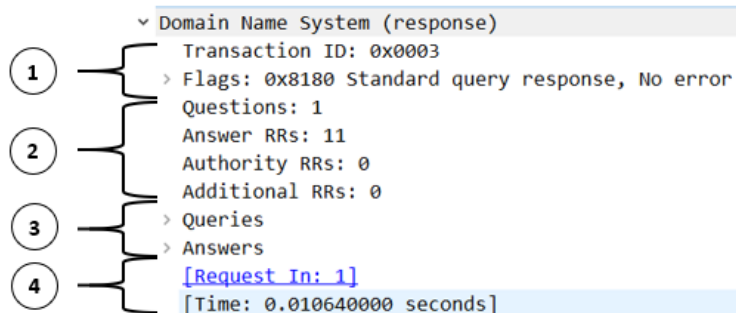 Domain Name System (response)
Transaction ID: 0x0003
1
Flags: 0x8180 Standard query response, No error
Questions: 1
Answer RRs: 11
2
Authority RRs: 0
Additional RRs: 0
3
Queries
Answers
4
[Request In: 1]
[Time: 0.010640000 seconds]